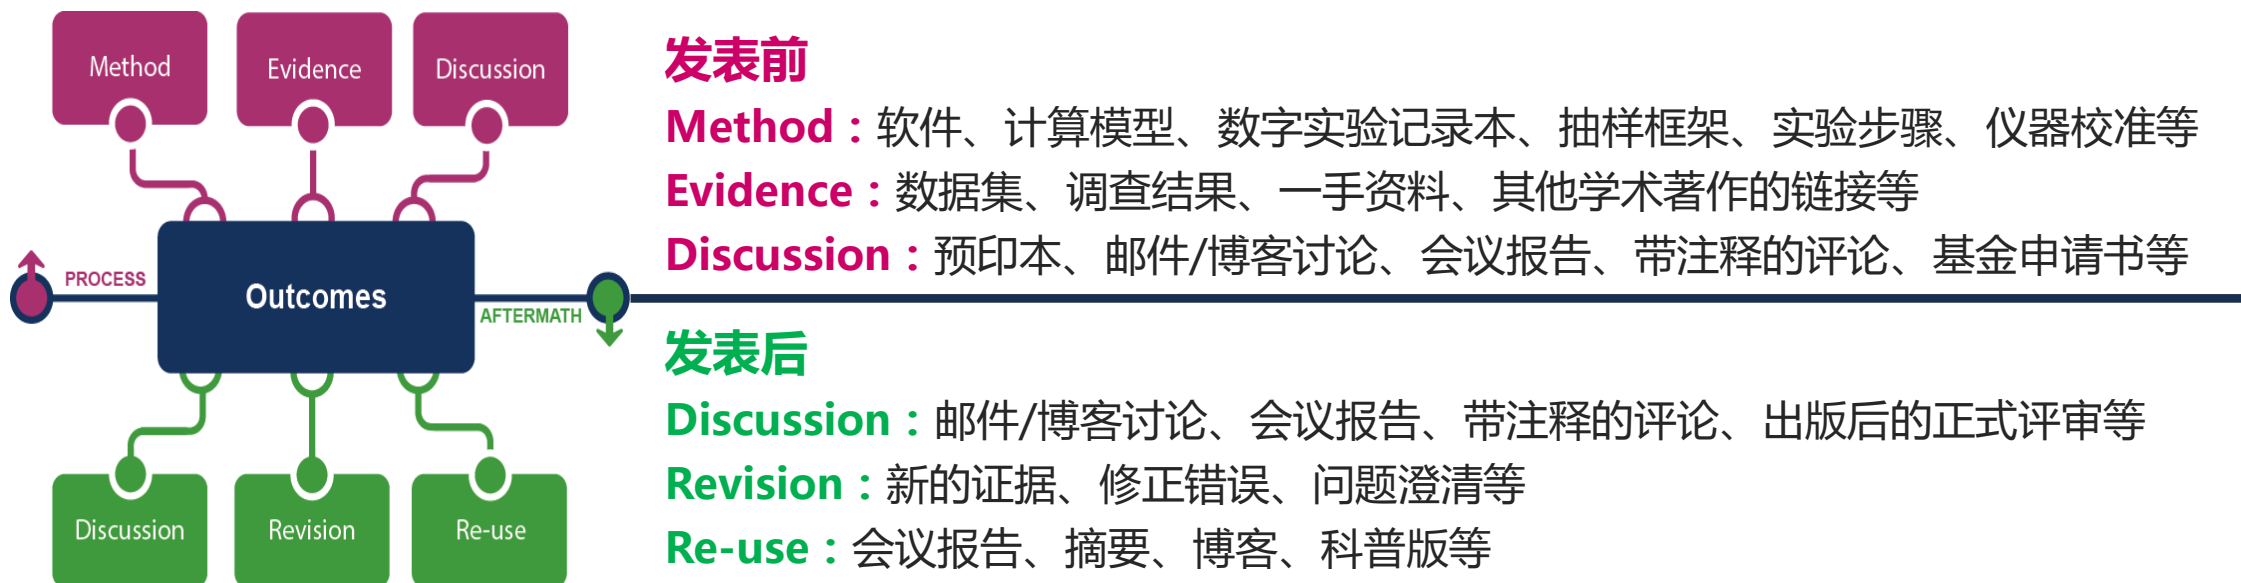 Method
Evidence
Discussion
PROCESS
Outcomes
AFTERMATH
Discussion
Revision
Re-use
发表前
Method：软件、计算模型、数字实验记录本、抽样框架、实验步骤、仪器校准等
Evidence：数据集、调查结果、一手资料、其他学术著作的链接等
Discussion：预印本、邮件/博客讨论、会议报告、带注释的评论、基金申请书等
发表后
Discussion：邮件/博客讨论、会议报告、带注释的评论、出版后的正式评审等
Revision：新的证据、修正错误、问题澄清等
Re-use：会议报告、摘要、博客、科普版等